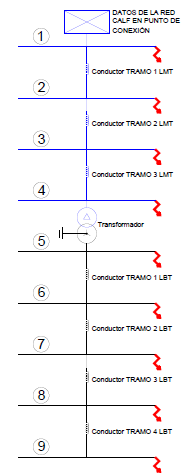 DATOS DE LA RED
CALF EN PUNTO DE
CONEXIÓN
1
Conductor TRAMO 1 LMT
2
Conductor TRAMO 2 LMT
3
Conductor TRAMO 3 LMT
4
Transformador
5
Conductor TRAMO 1 LBT
6
Conductor TRAMO 2 LBT
7
Conductor TRAMO 3 LBT
8
Conductor TRAMO 4 LBT
9